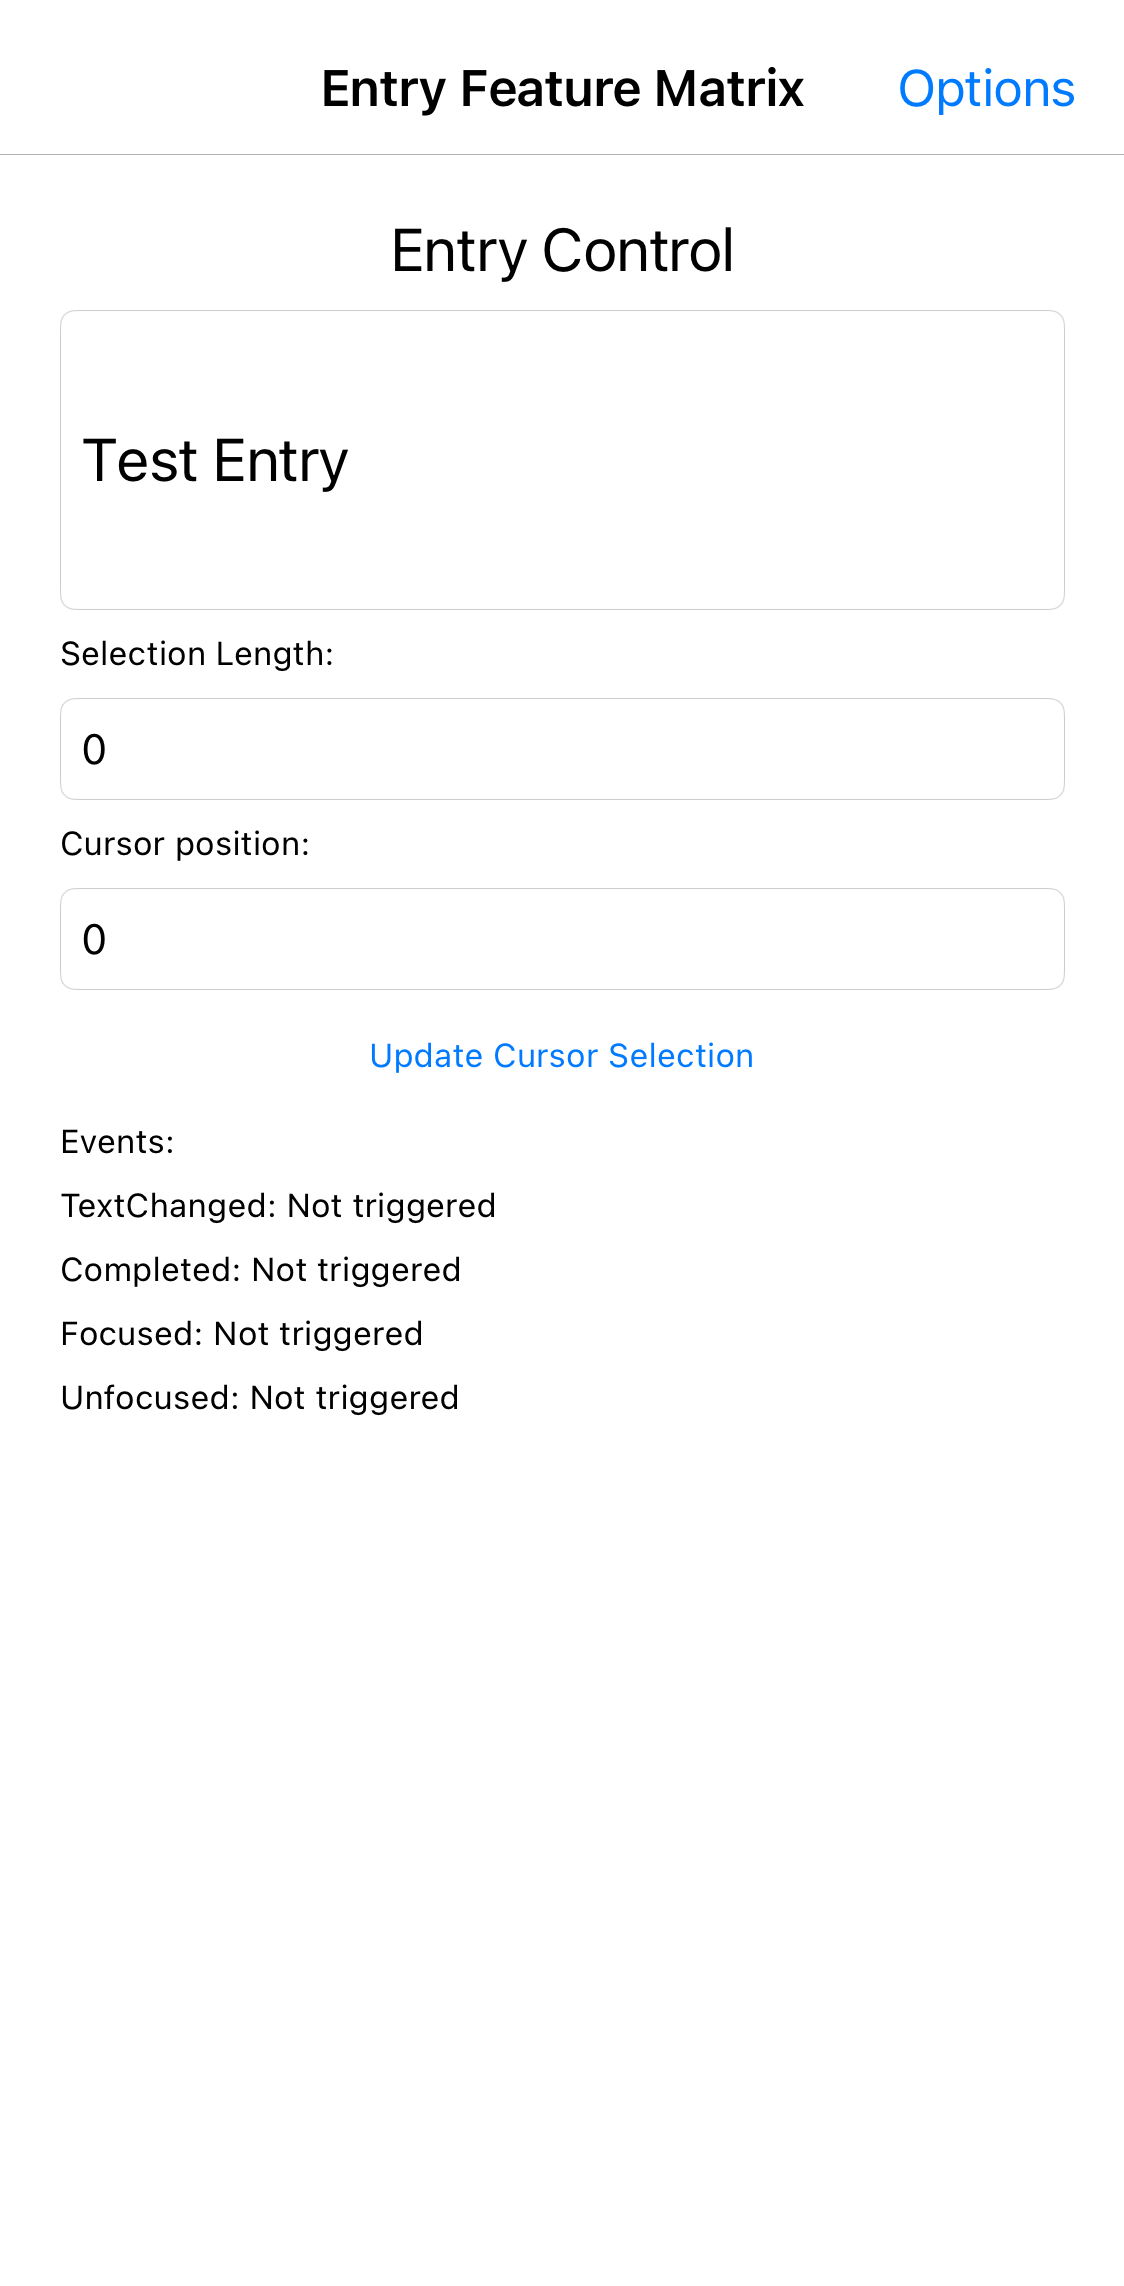 Entry Feature Matrix Options
Entry Control
Test Entry
Selection Length:
0
Cursor position:
0
Update Cursor Selection
Events:
TextChanged: Not triggered
Completed: Not triggered
Focused: Not triggered
Unfocused: Not triggered